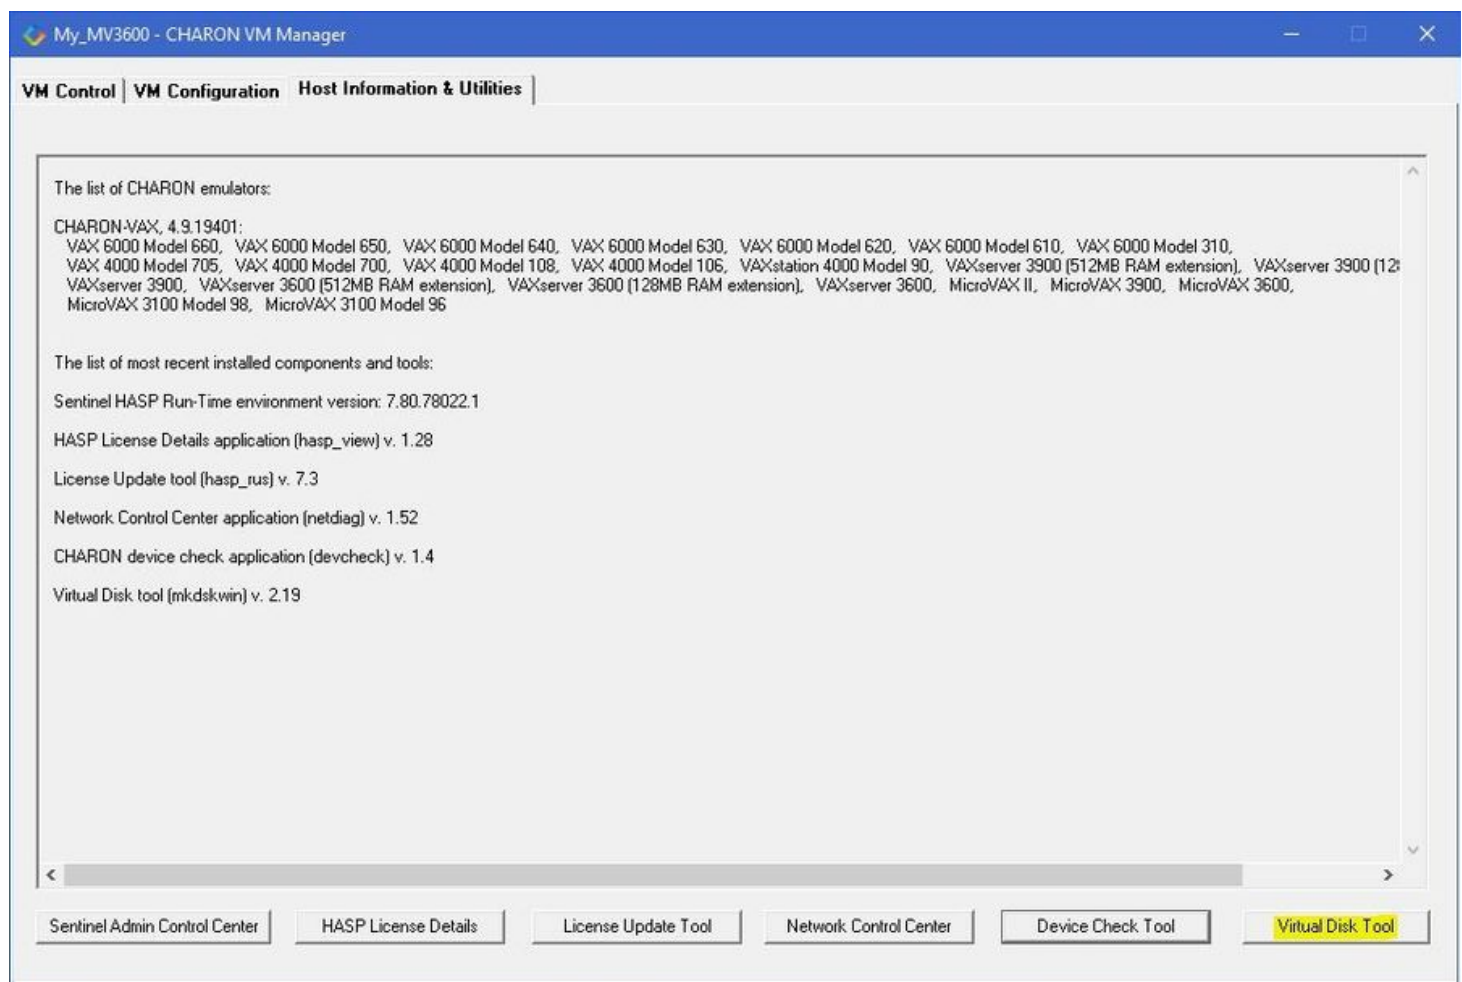 My_MV3600 - CHARON VM Manager
VM Control VM Configuration Host Information & Utilities
The list of CHARON emulators:
CHARON-VAX, 4.9.19401:
VAX 6000 Model 660, VAX 6000 Model 650, VAX 6000 Model 640, VAX 6000 Model 630, VAX 6000 Model 620, VAX 6000 Model 610, VAX 6000 Model 310,
VAX 4000 Model 705, VAX 4000 Model 700, VAX 4000 Model 108, VAX 4000 Model 106, VAXstation 4000 Model 90, VAXserver 3900 (512MB RAM extension), VAXserver 3900
VAXserver 3900, VAXserver 3600 (512MB RAM extension), VAXserver 3600 (128MB RAM extension), VAXserver 3600, MicroVAX II, MicroVAX 3900, MicroVAX 3600,
MicroVAX 3100 Model 98, MicroVAX 3100 Model 96
The list of most recent installed components and tools:
Sentinel HASP Run-Time environment version: 7.80.78022.1
HASP License Details application (hasp_view) v. 1.28
License Update tool (hasp_rus) v. 7.3
Network Control Center application (netdiag) v. 1.52
CHARON device check application (devcheck) v. 1.4
Virtual Disk tool (mkdskwin) v. 2.19
Sentinel Admin Control Center HASP License Details License Update Tool Network Control Center Device Check Tool Virtual Disk Tool